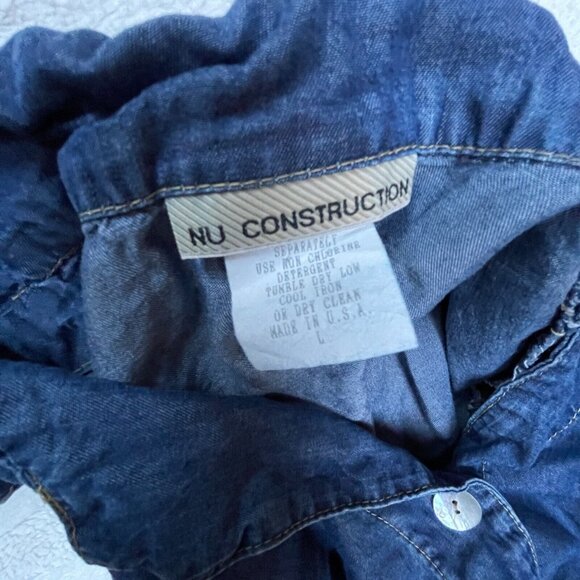 NU CONSTRUCTION
SEPARATELY
USE NON CHLORINE
DETERGENT
TUMBLE DRY LOW
COOL IRON
OR DRY CLEAN
MADE IN U.S.A.
L